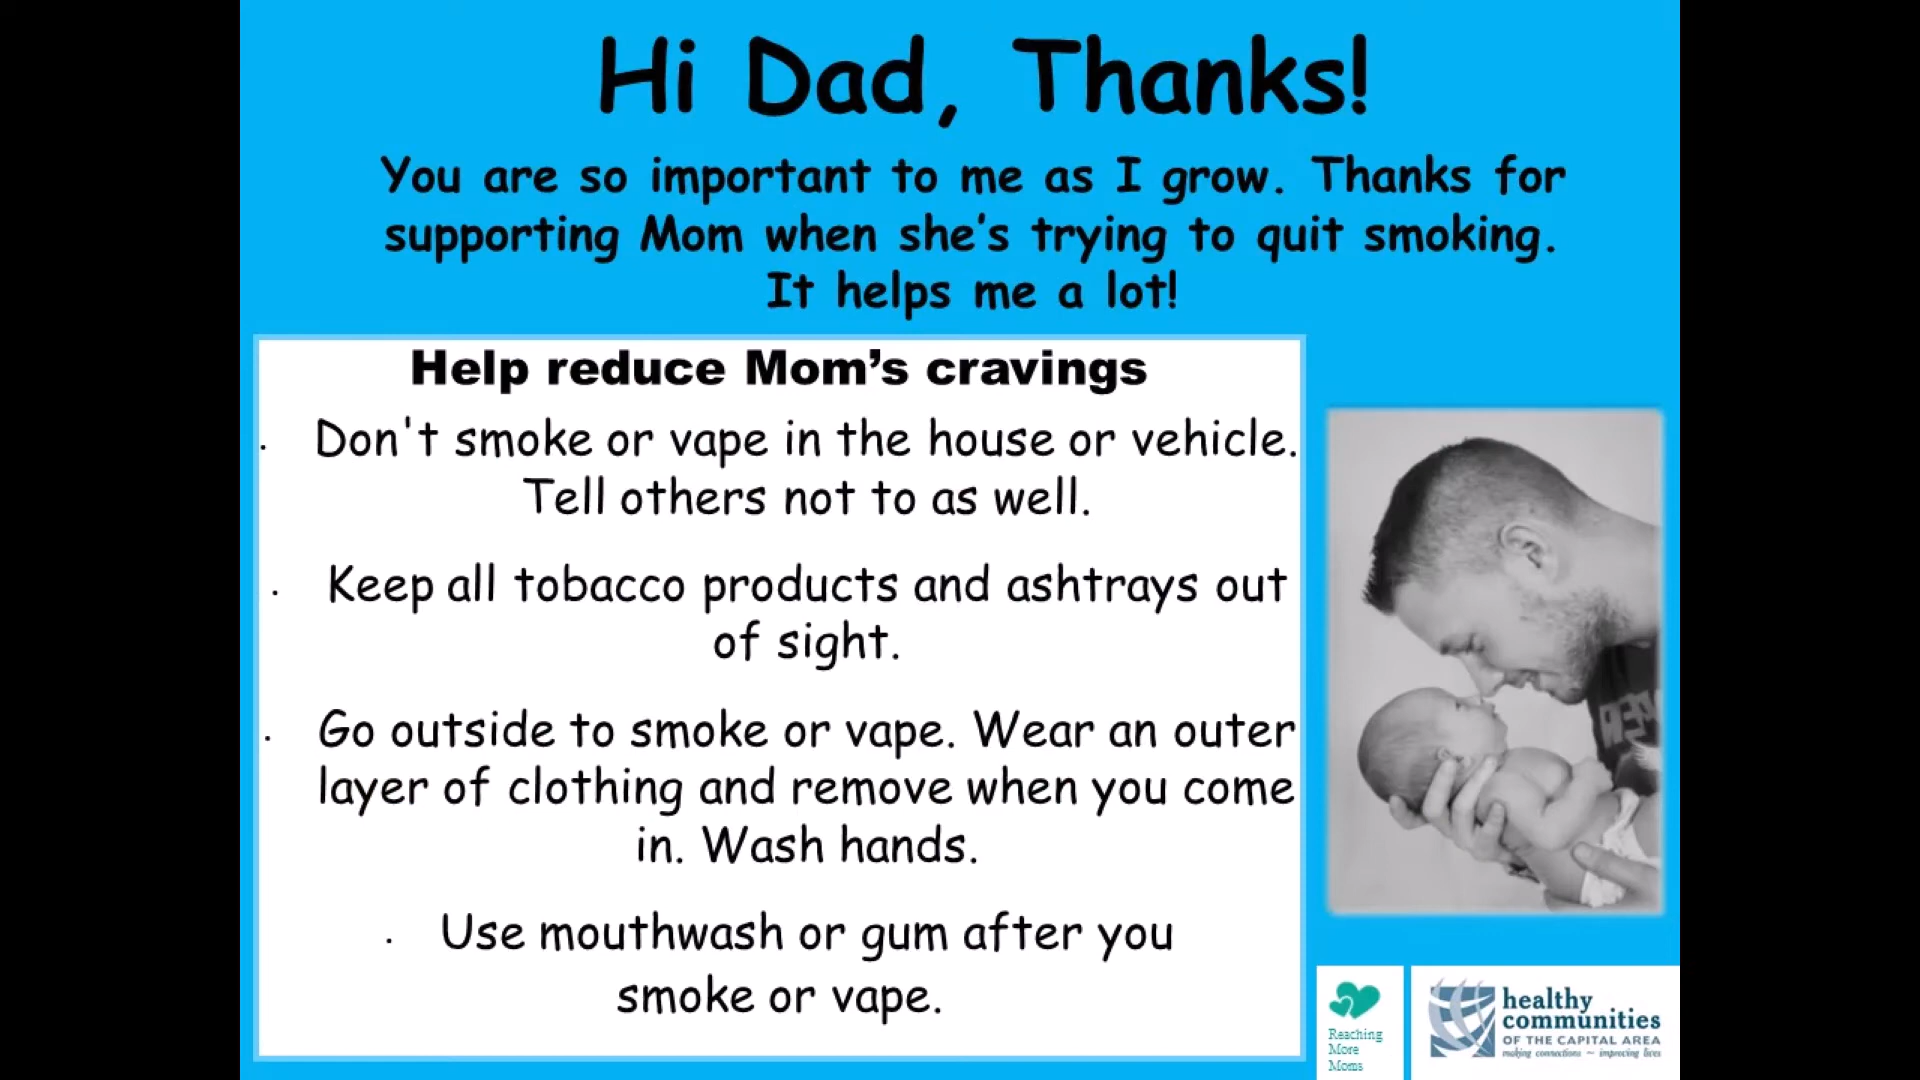 Hi Dad, Thanks!
You are so important to me as I grow. Thanks for
supporting Mom when she’s trying to quit smoking.
It helps me a lot!
Help reduce Mom’s cravings
· Don't smoke or vape in the house or vehicle.
Tell others not to as well.
· Keep all tobacco products and ashtrays out
of sight.
· Go outside to smoke or vape. Wear an outer
layer of clothing and remove when you come
in. Wash hands.
· Use mouthwash or gum after you
smoke or vape.
Reaching
More
Moms
healthy
communities
OF THE CAPITAL AREA
making connections ~ improving lives